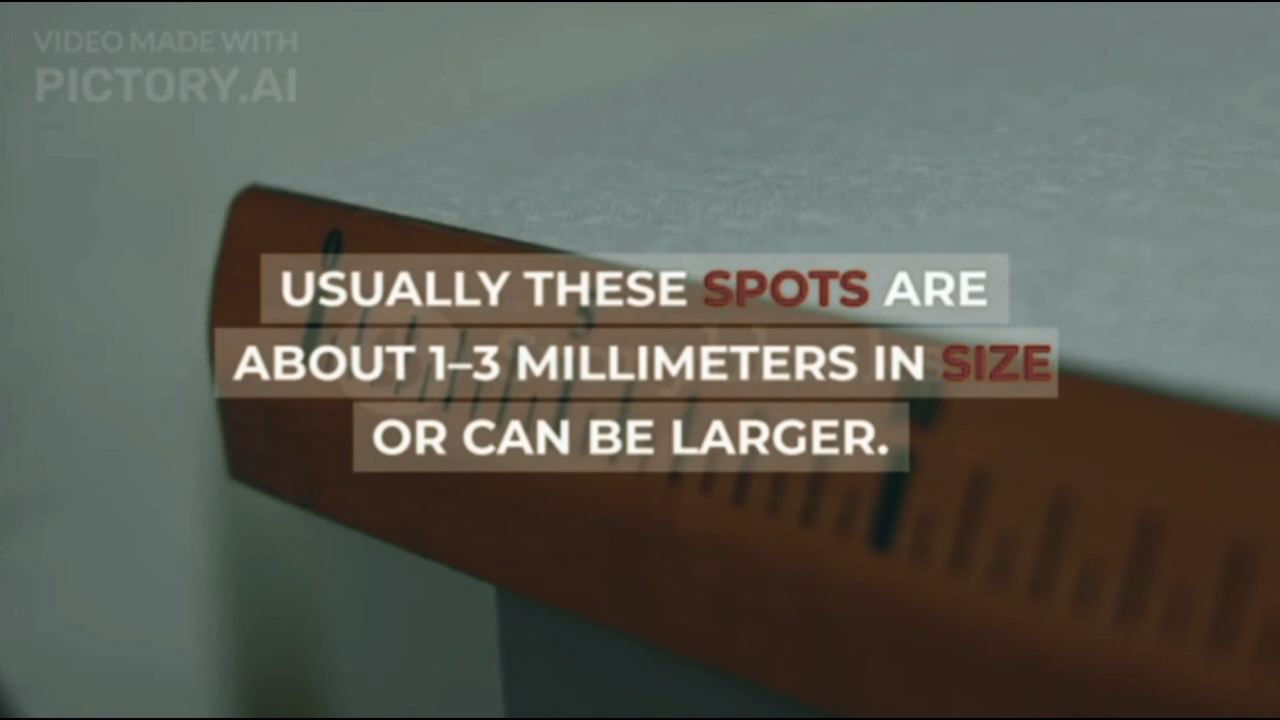 VIDEO MADE WITH
PICTORY.AI
USUALLY THESE SPOTS ARE
ABOUT 1–3 MILLIMETERS IN SIZE
OR CAN BE LARGER.